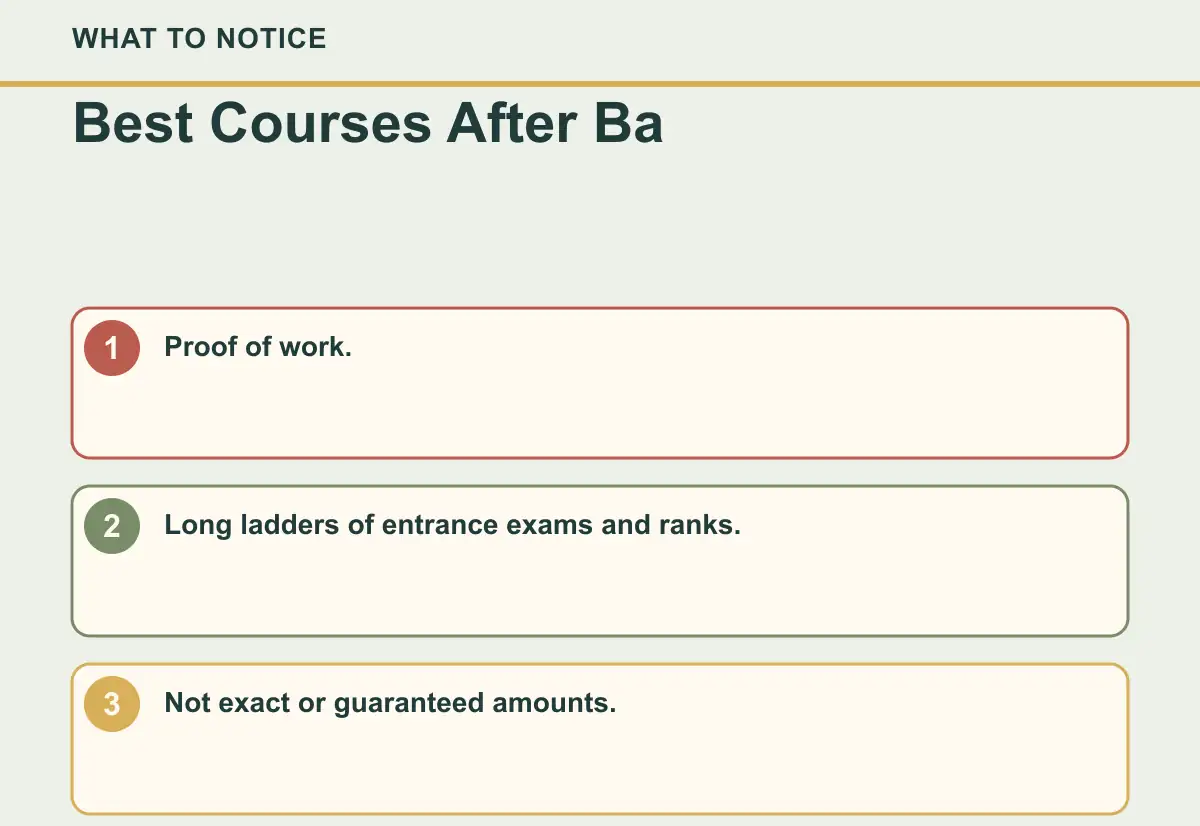 WHAT TO NOTICE
Best Courses After Ba
1 Proof of work.
2 Long ladders of entrance exams and ranks.
3 Not exact or guaranteed amounts.